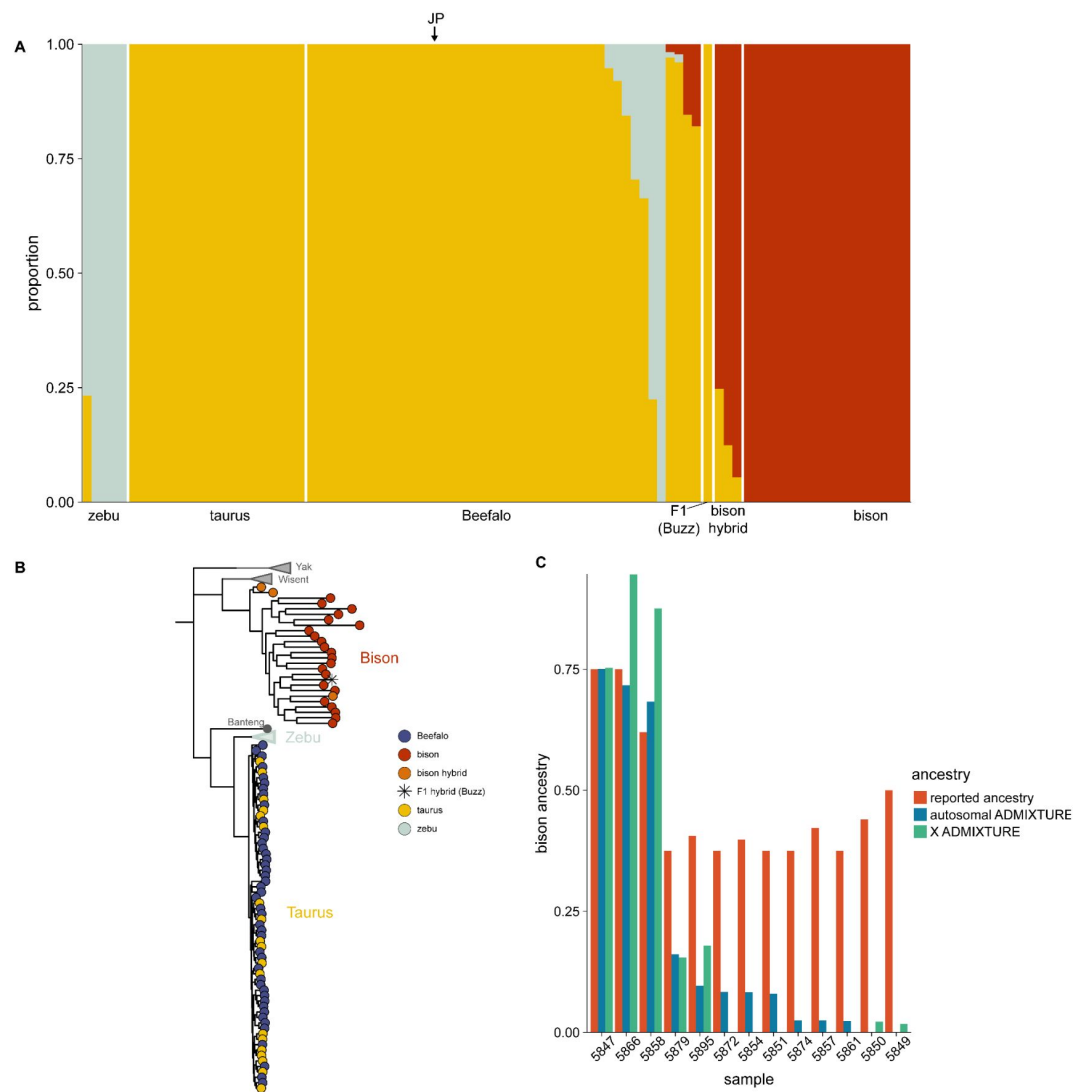 JP
A
1.00
0.75
0.50
0.25
0.00
proportion
zebu
taurus
Beefalo
F1
(Buzz)
bison
hybrid
bison
B
Yak
Wisent
Bison
Banteng
Zebu
Taurus
Beefalo
bison
bison hybrid
F1 hybrid (Buzz)
taurus
zebu
C
0.75
0.50
0.25
0.00
bison ancestry
5847
5866
5858
5879
5895
5872
5854
5851
5874
5857
5861
5850
5849
sample
ancestry
reported ancestry
autosomal ADMIXTURE
X ADMIXTURE